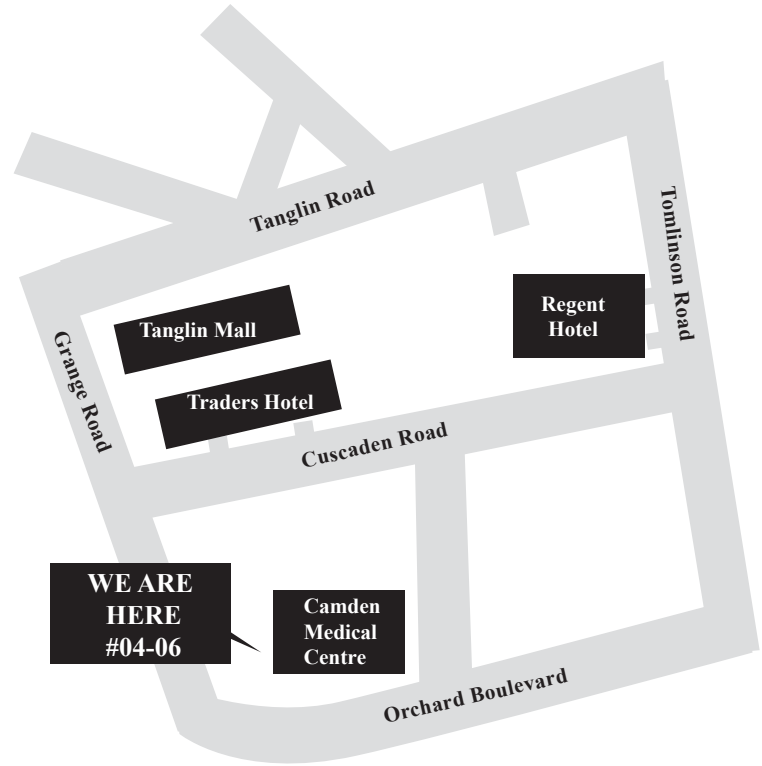 Tanglin Road
Tomlinson Road
Regent
Hotel
Tanglin Mall
Grange Road
Traders Hotel
Cuscaden Road
WE ARE
HERE
#04-06
Camden
Medical
Centre
Orchard Boulevard